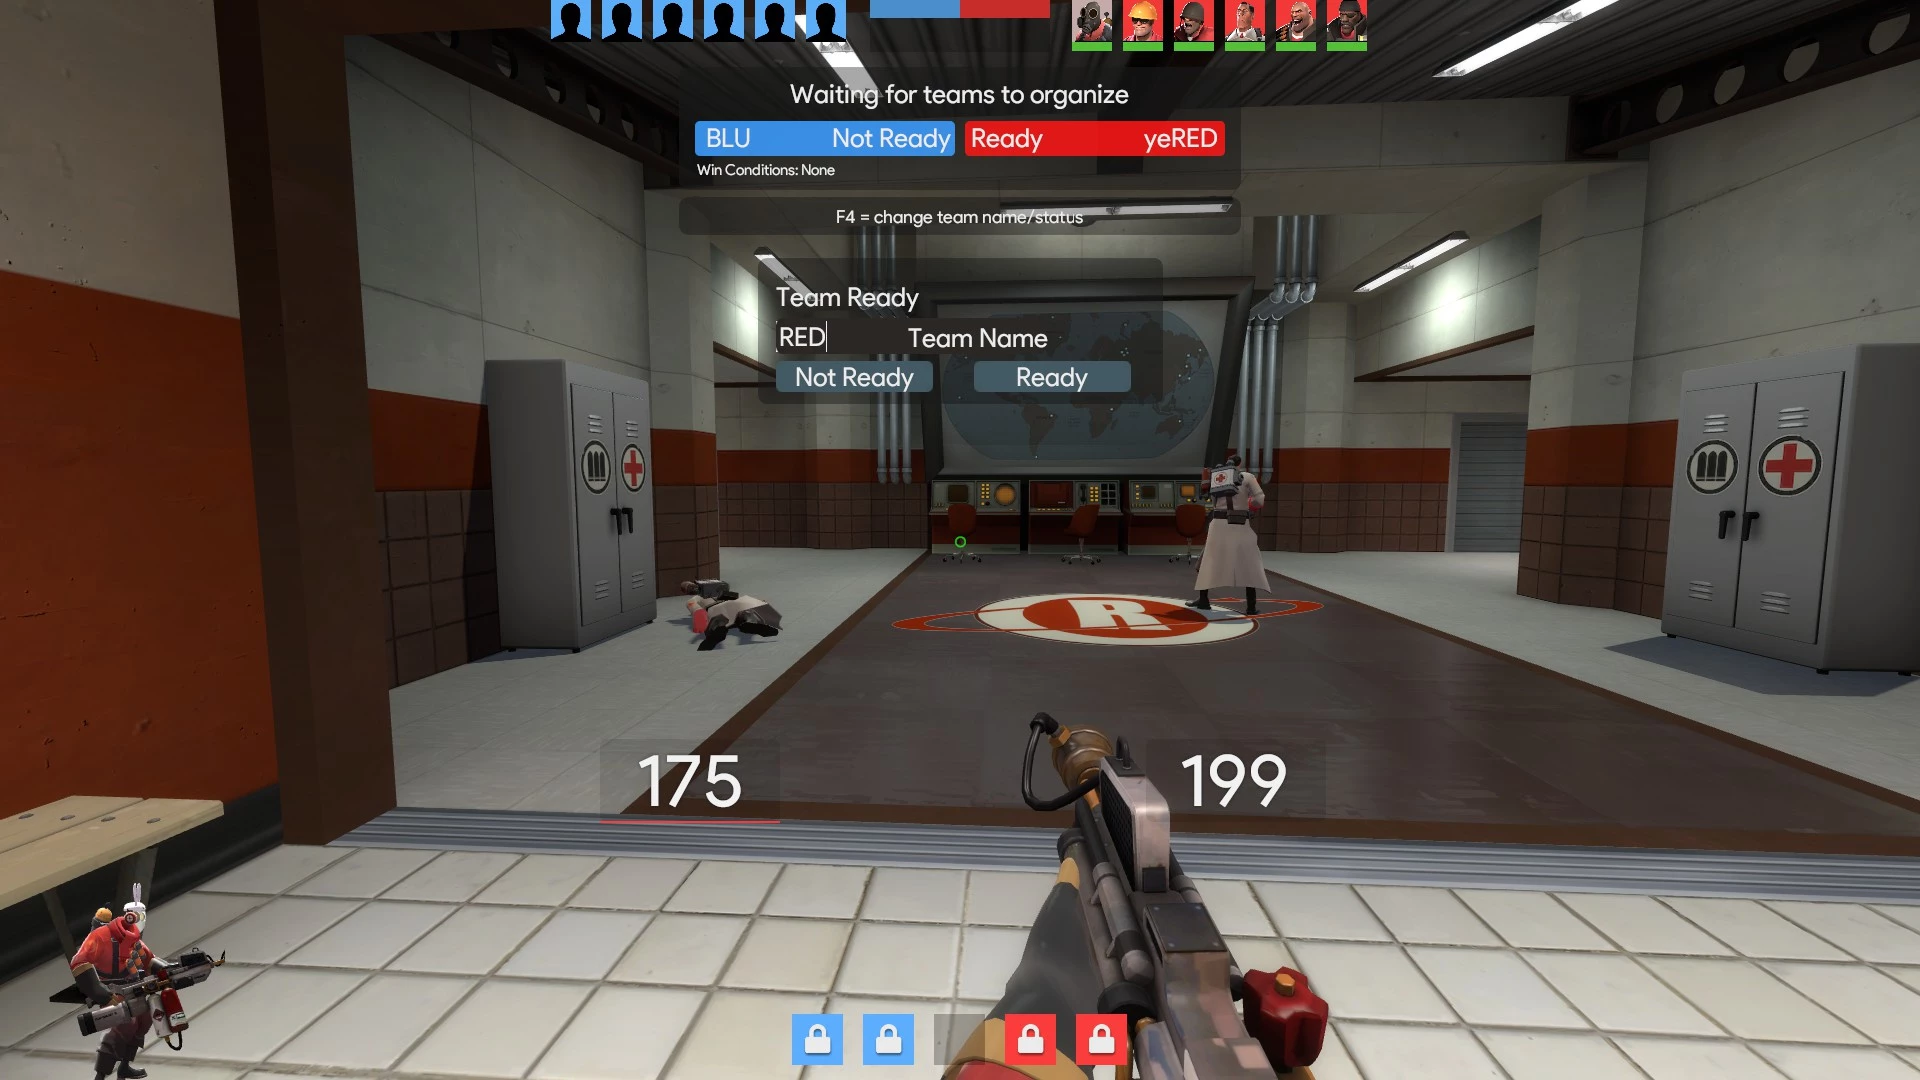 Waiting for teams to organize
BLU Not Ready Ready yeRED
Win Conditions: None
F4 = change team name/status
Team Ready
RED Team Name
Not Ready Ready
R
175 199